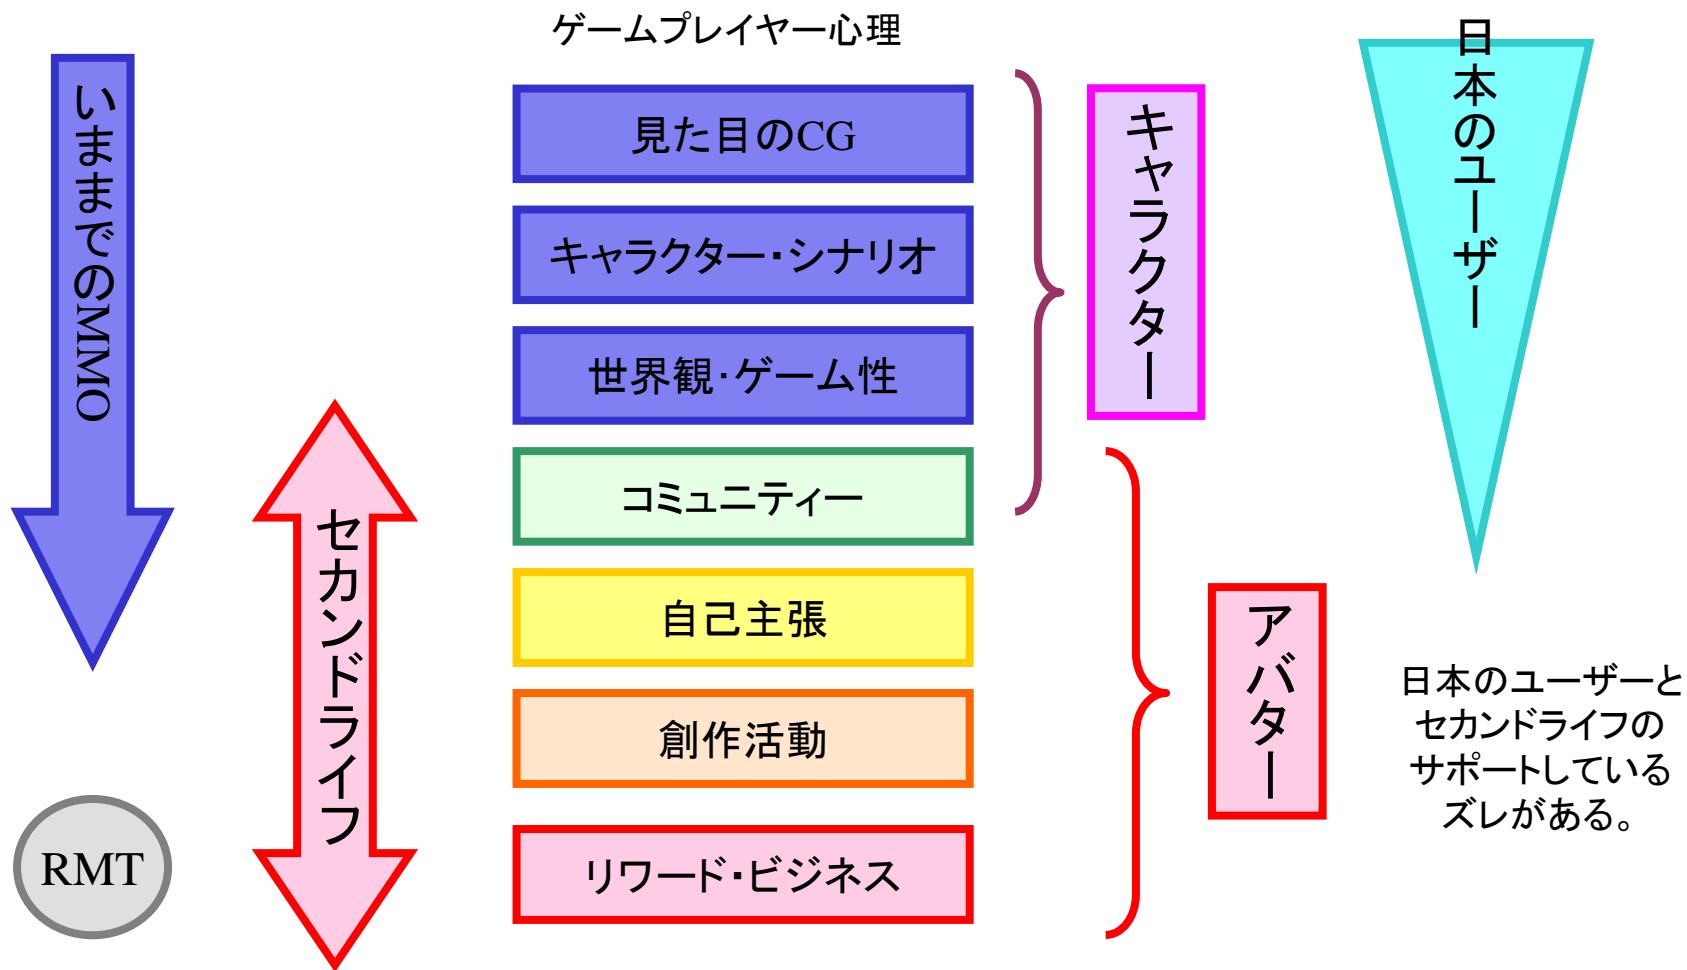 ゲームプレイヤー心理
いままでのMMO
セカンドライフ
RMT
見た目のCG
キャラクター・シナリオ
世界観・ゲーム性
コミュニティー
自己主張
創作活動
リワード・ビジネス
キャラクター
アバター
日本のユーザー
日本のユーザーと
セカンドライフの
サポートしている
ズレがある。